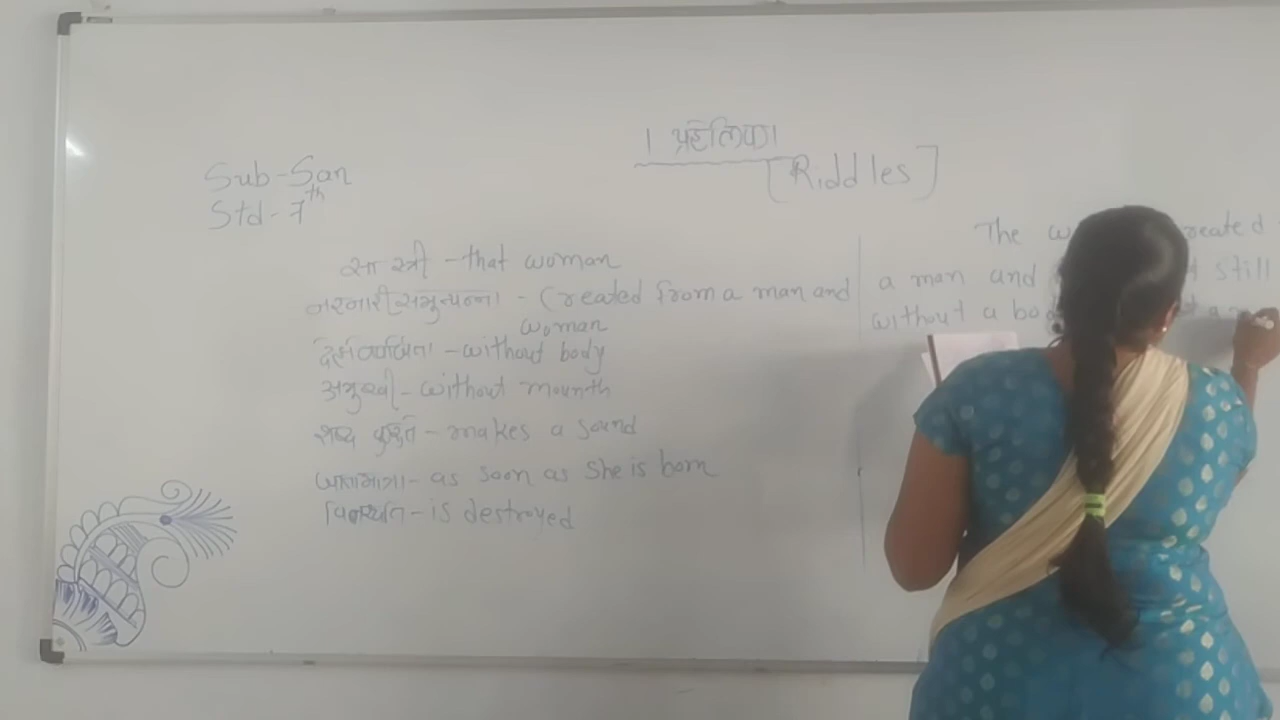 १ प्रहेलिका
[Riddles]
Sub-San
Std-7th
सा स्त्री - that woman
नरनारीसमुत्पन्ना - Created from a man and
woman
देहविवर्जिता - without body
अमुखी - without mounth
शब्द कुरुते - makes a sound
जातमात्रा - as soon as she is born
विनश्यति - is destroyed
The
a man and still
without a